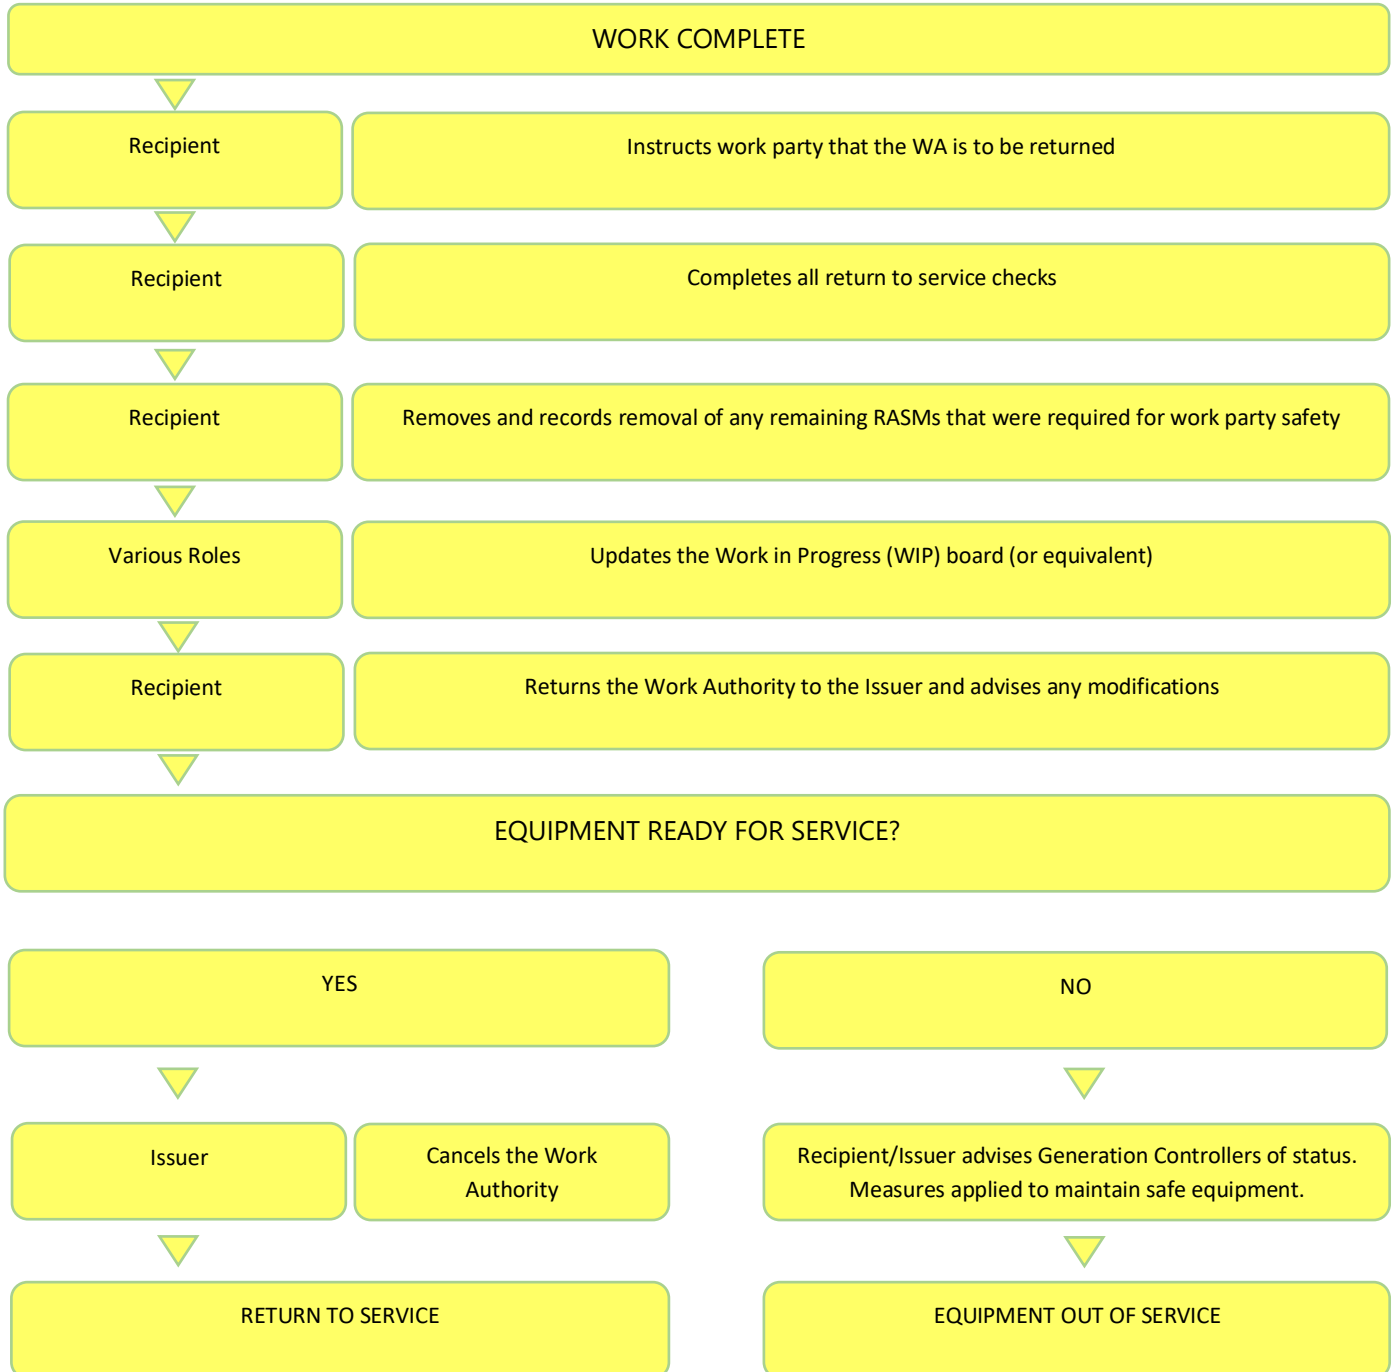 WORK COMPLETE
Recipient
Instructs work party that the WA is to be returned
Recipient
Completes all return to service checks
Recipient
Removes and records removal of any remaining RASMs that were required for work party safety
Various Roles
Updates the Work in Progress (WIP) board (or equivalent)
Recipient
Returns the Work Authority to the Issuer and advises any modifications
EQUIPMENT READY FOR SERVICE?
YES
NO
Issuer
Cancels the Work
Authority
Recipient/Issuer advises Generation Controllers of status.
Measures applied to maintain safe equipment.
RETURN TO SERVICE
EQUIPMENT OUT OF SERVICE